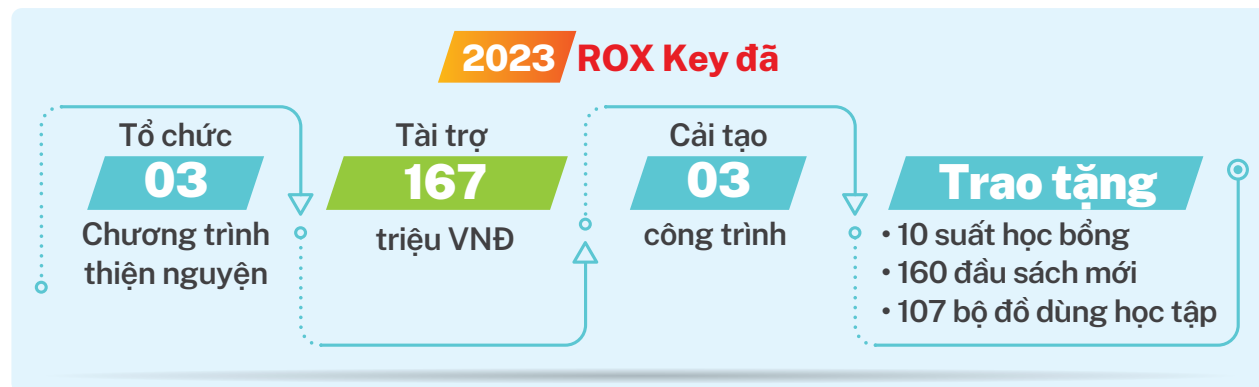 2023 ROX Key đã
Tổ chức
03
Chương trình
thiện nguyện
Tài trợ
167
triệu VNĐ
Cải tạo
03
công trình
Trao tặng
• 10 suất học bổng
• 160 đầu sách mới
• 107 bộ đồ dùng học tập